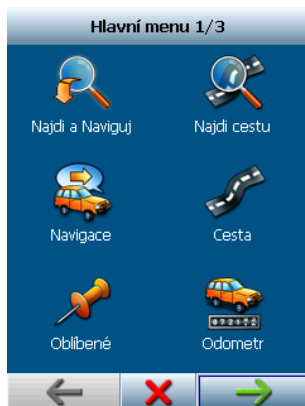 Hlavní menu 1/3
Najdi a Naviguj
Najdi cestu
Navigace
Cesta
Oblíbené
Odometr